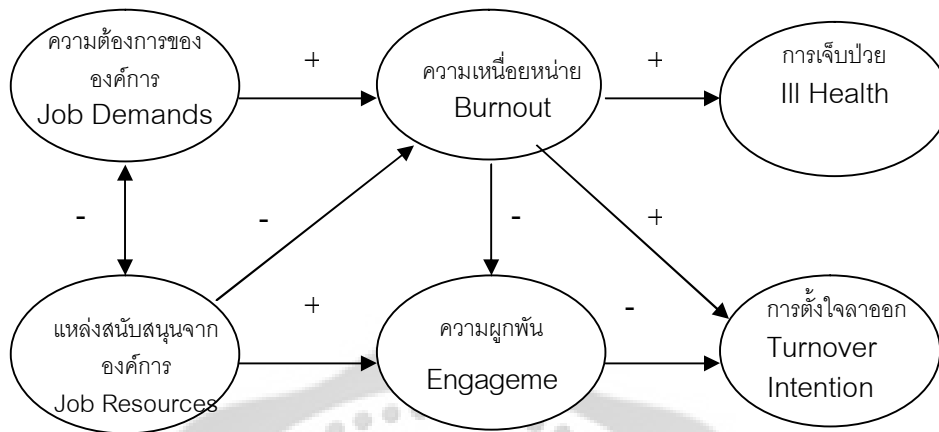 ความต้องการของ
องค์การ
Job Demands
+
ความเหนื่อยหน่าย
Burnout
+
การเจ็บป่วย
Ill Health
-
-
-
+
แหล่งสนับสนุนจาก
องค์การ
Job Resources
+
ความผูกพัน
Engageme
-
การตั้งใจลาออก
Turnover
Intention